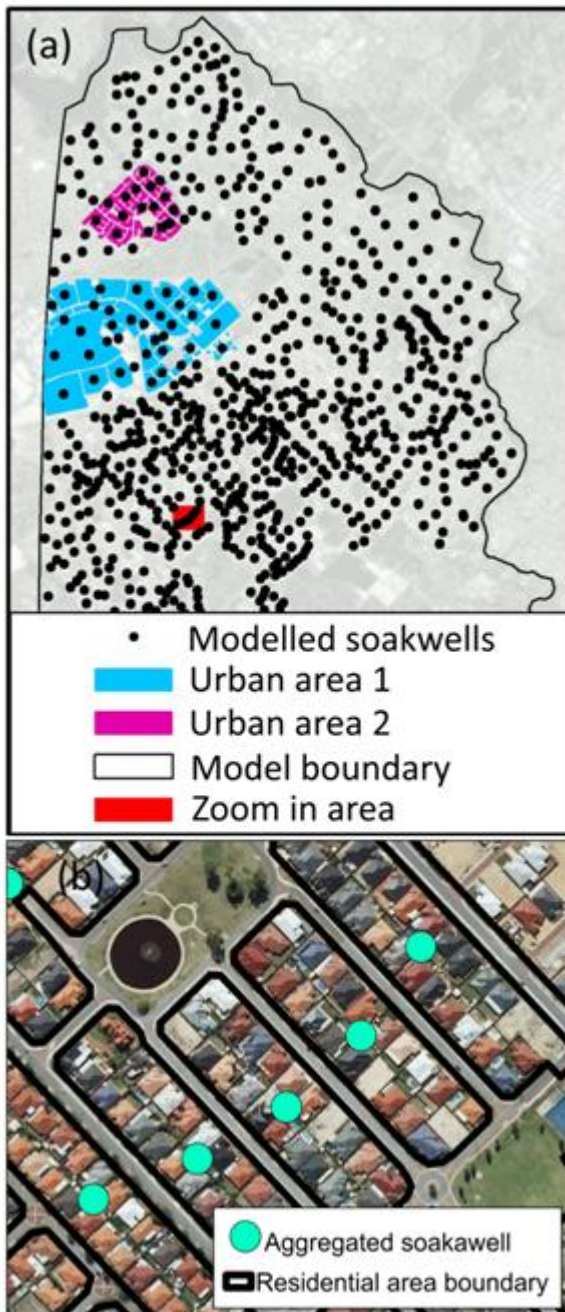 (a)
Modelled soakwells
Urban area 1
Urban area 2
Model boundary
Zoom in area
(b)
Aggregated soakawell
Residential area boundary